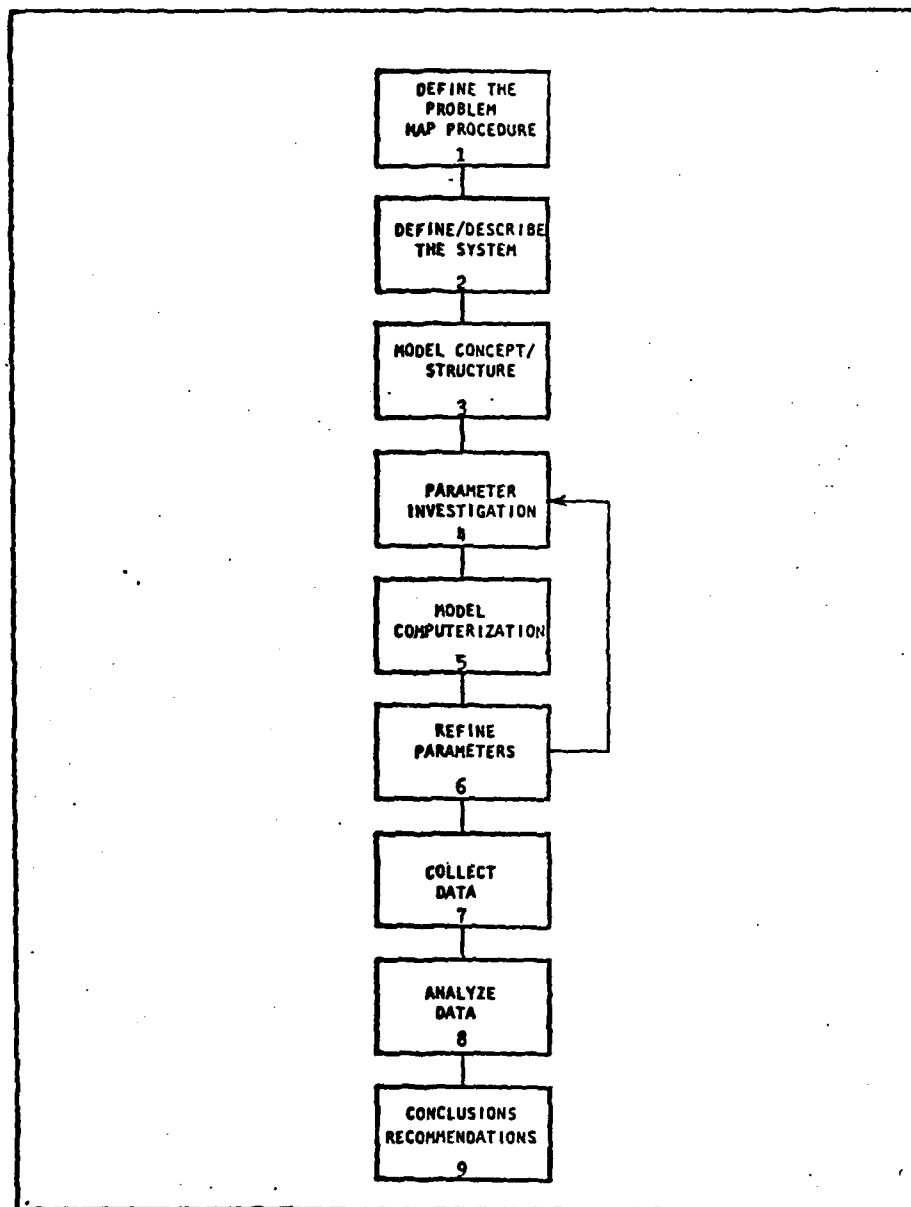 DEFINE THE
PROBLEM
MAP PROCEDURE
1
DEFINE/DESCRIBE
THE SYSTEM
2
MODEL CONCEPT/
STRUCTURE
3
PARAMETER
INVESTIGATION
4
MODEL
COMPUTERIZATION
5
REFINE
PARAMETERS
6
COLLECT
DATA
7
ANALYZE
DATA
8
CONCLUSIONS
RECOMMENDATIONS
9